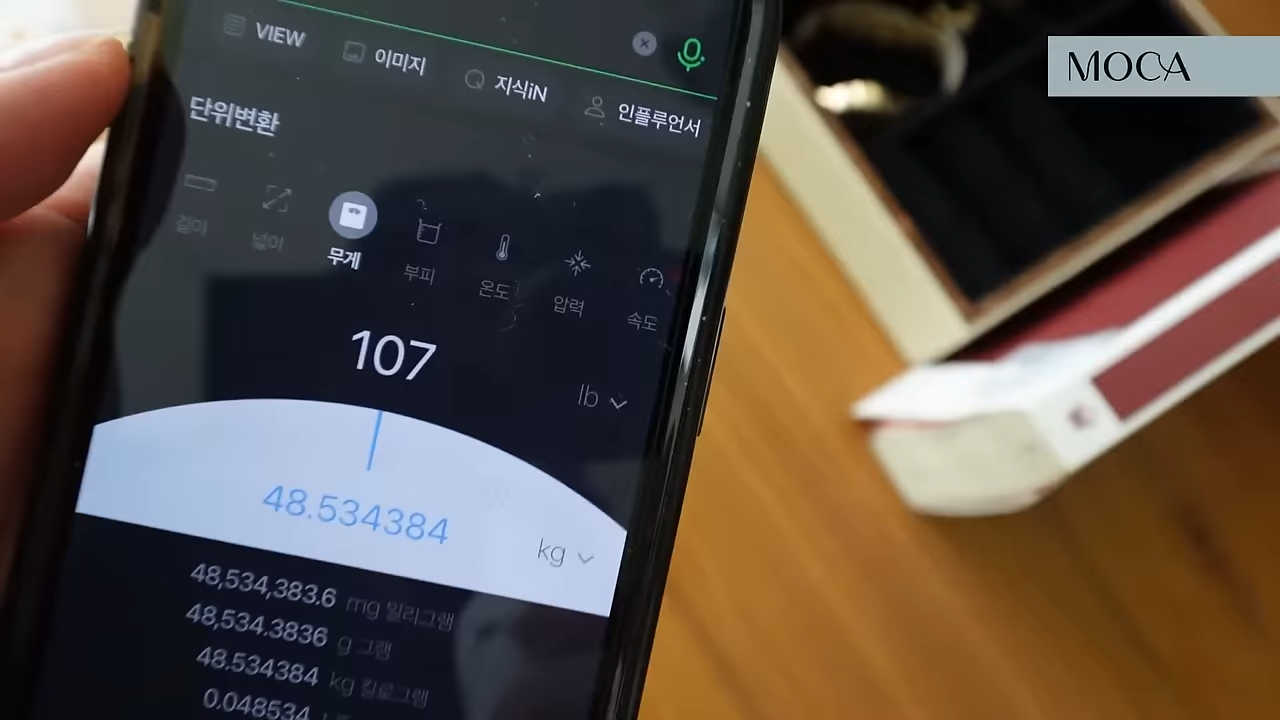 MOCA
VIEW 이미지 지식iN 인플루언서
단위변환
길이 넓이 무게 부피 온도 압력 속도
107
lb
48.534384
kg
48,534,383.6 mg 밀리그램
48,534.3836 g 그램
48.534384 kg 킬로그램
0.048534